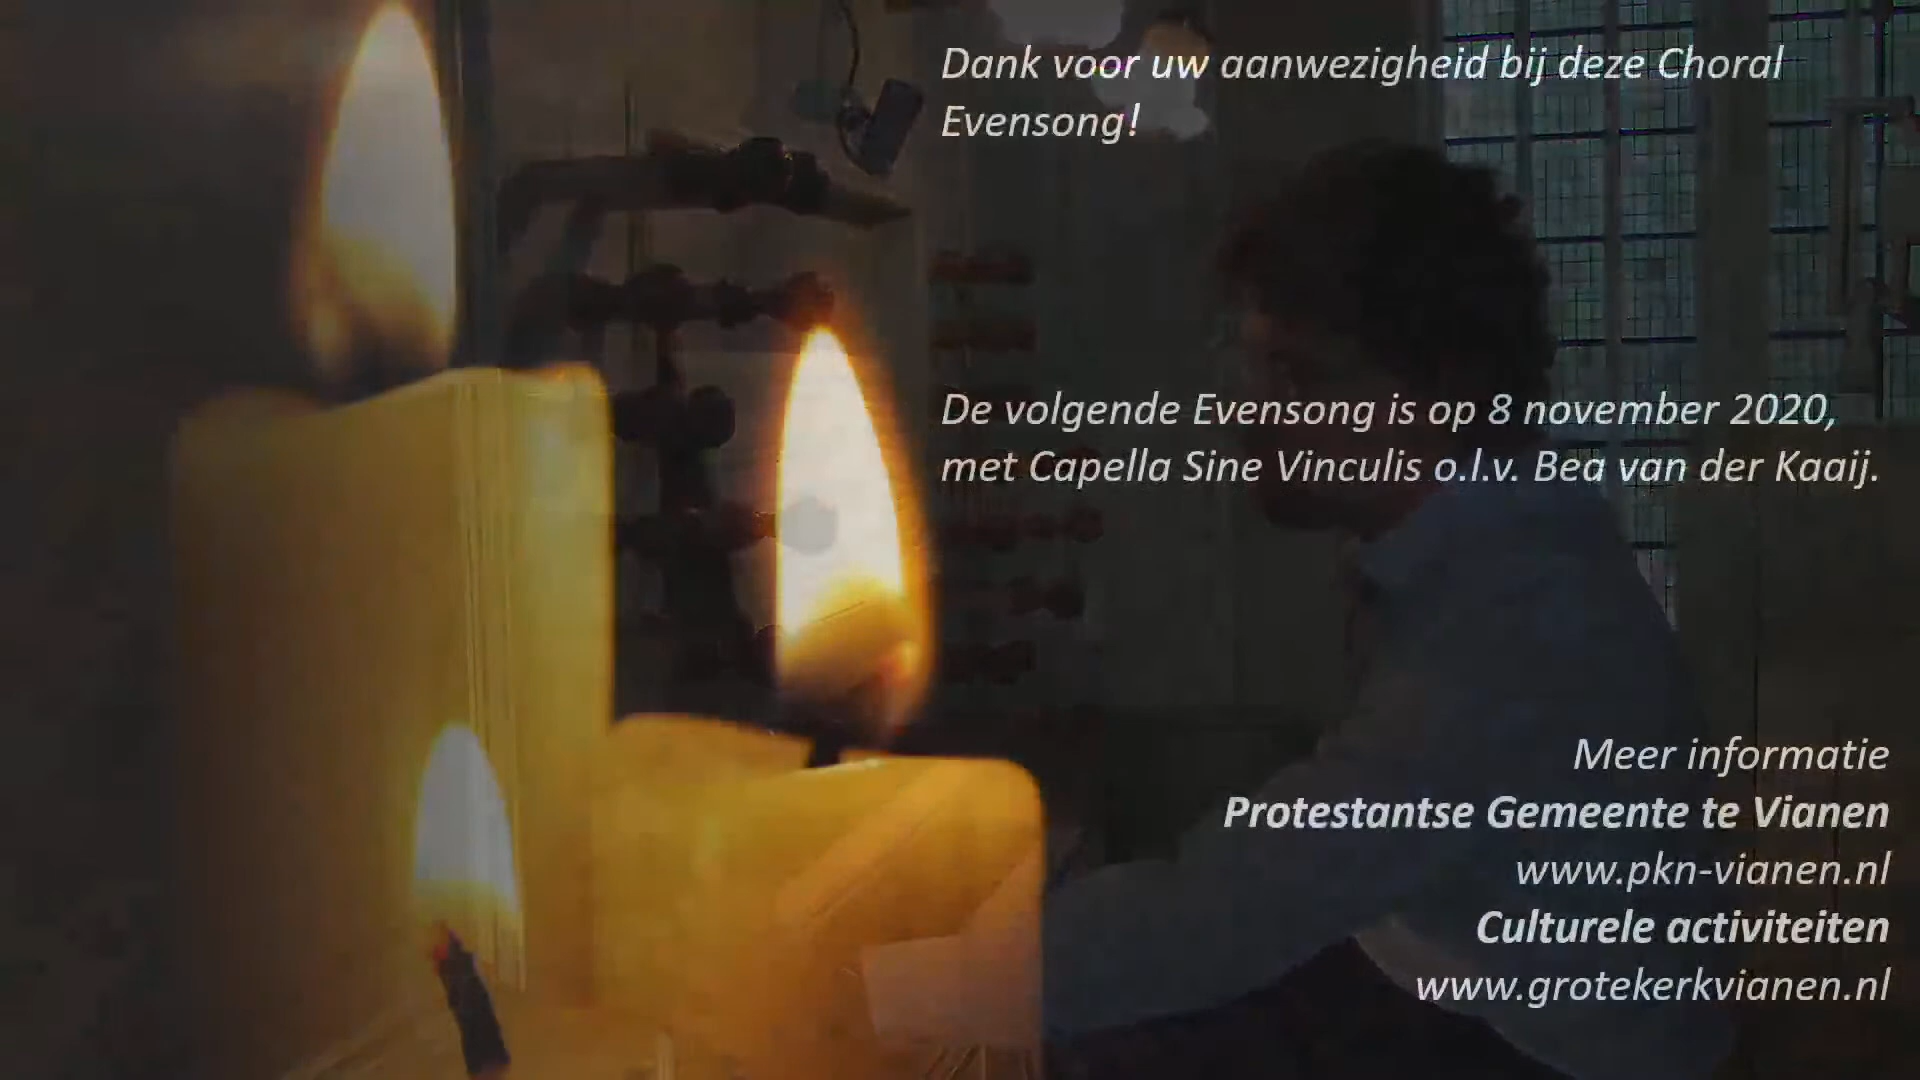 Dank voor uw aanwezigheid bij deze Choral
Evensong!
De volgende Evensong is op 8 november 2020,
met Capella Sine Vinculis o.l.v. Bea van der Kaaij.
Meer informatie
Protestantse Gemeente te Vianen
www.pkn-vianen.nl
Culturele activiteiten
www.grotekerkvianen.nl